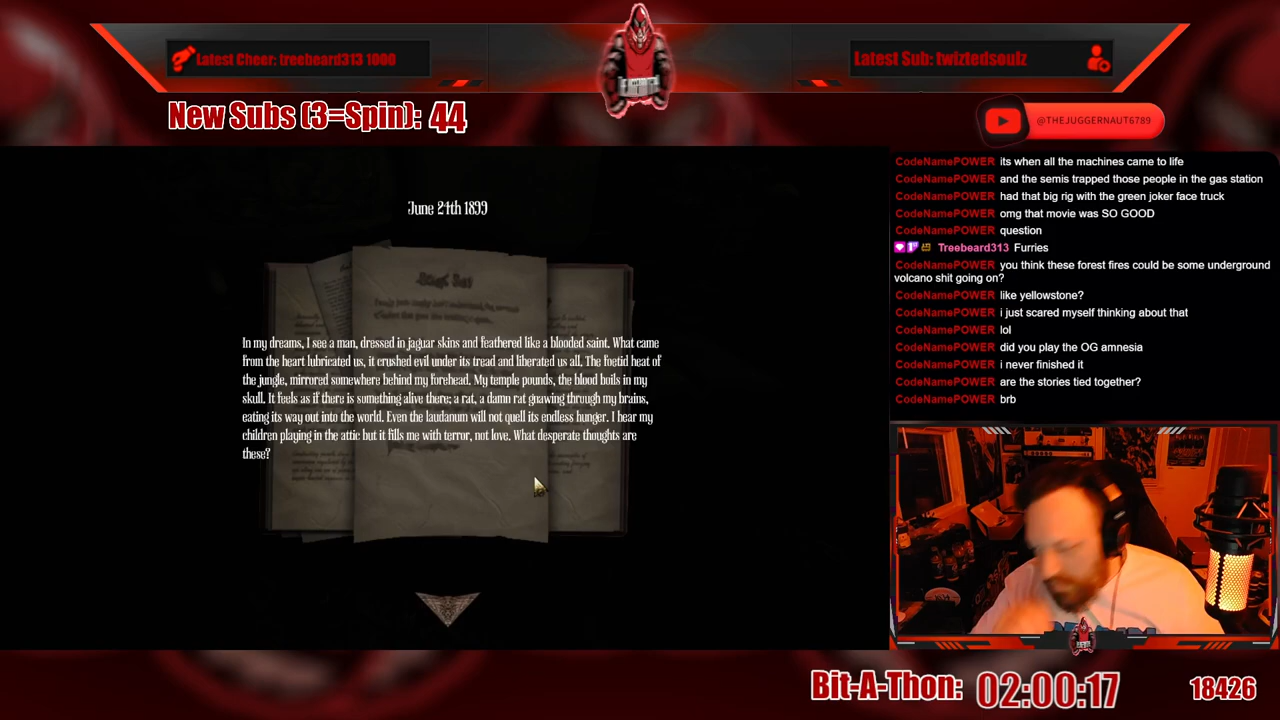 Latest Cheer: treebeard313 1000
Latest Sub: twiztedsoulz
New Subs (3=Spin): 44
@THEJUGGERNAUT6789
June 24th 1899
In my dreams, I see a man, dressed in jaguar skins and feathered like a blooded saint. What came
from the heart lubricated us, it crushed evil under its tread and liberated us all. The foetid heat of
the jungle, mirrored somewhere behind my forehead. My temple pounds, the blood boils in my
skull. It feels as if there is something alive there; a rat, a damn rat gnawing through my brains,
eating its way out into the world. Even the laudanum will not quell its endless hunger. I hear my
children playing in the attic but it fills me with terror, not love. What desperate thoughts are
these?
CodeNamePOWER its when all the machines came to life
CodeNamePOWER and the semis trapped those people in the gas station
CodeNamePOWER had that big rig with the green joker face truck
CodeNamePOWER omg that movie was SO GOOD
CodeNamePOWER question
Treebeard313 Furries
CodeNamePOWER you think these forest fires could be some underground
volcano shit going on?
CodeNamePOWER like yellowstone?
CodeNamePOWER i just scared myself thinking about that
CodeNamePOWER lol
CodeNamePOWER did you play the OG amnesia
CodeNamePOWER i never finished it
CodeNamePOWER are the stories tied together?
CodeNamePOWER brb
Bit-A-Thon: 02:00:17 18426